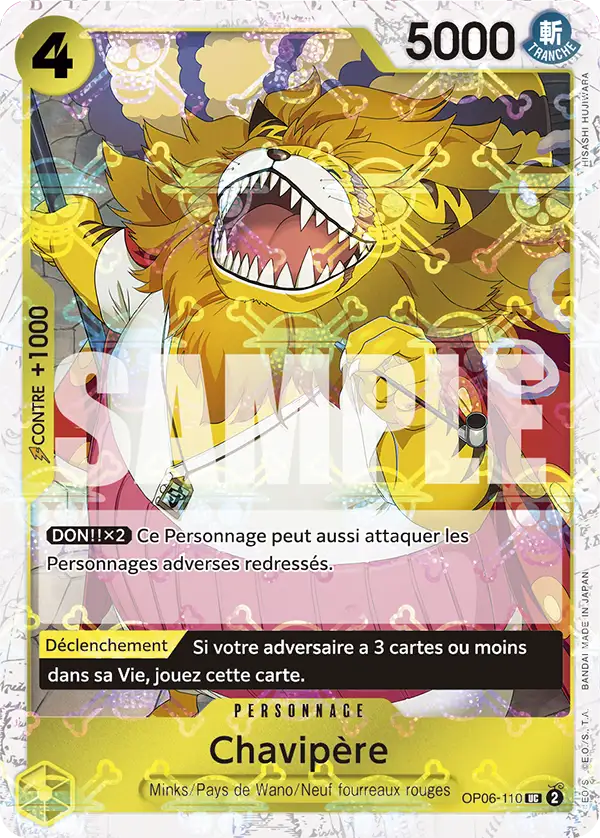 4
5000
斬
TRANCHE
HISASHI HUJIWARA
CONTRE +1000
SAMPLE
DON!!×2 Ce Personnage peut aussi attaquer les
Personnages adverses redressés.
Déclenchement Si votre adversaire a 3 cartes ou moins
dans sa Vie, jouez cette carte.
©E.O/S. ©E.O./S., T.A BANDAI MADE IN JAPAN
PERSONNAGE
Chavipère
Minks/Pays de Wano/Neuf fourreaux rouges
OP06-110 UC 2